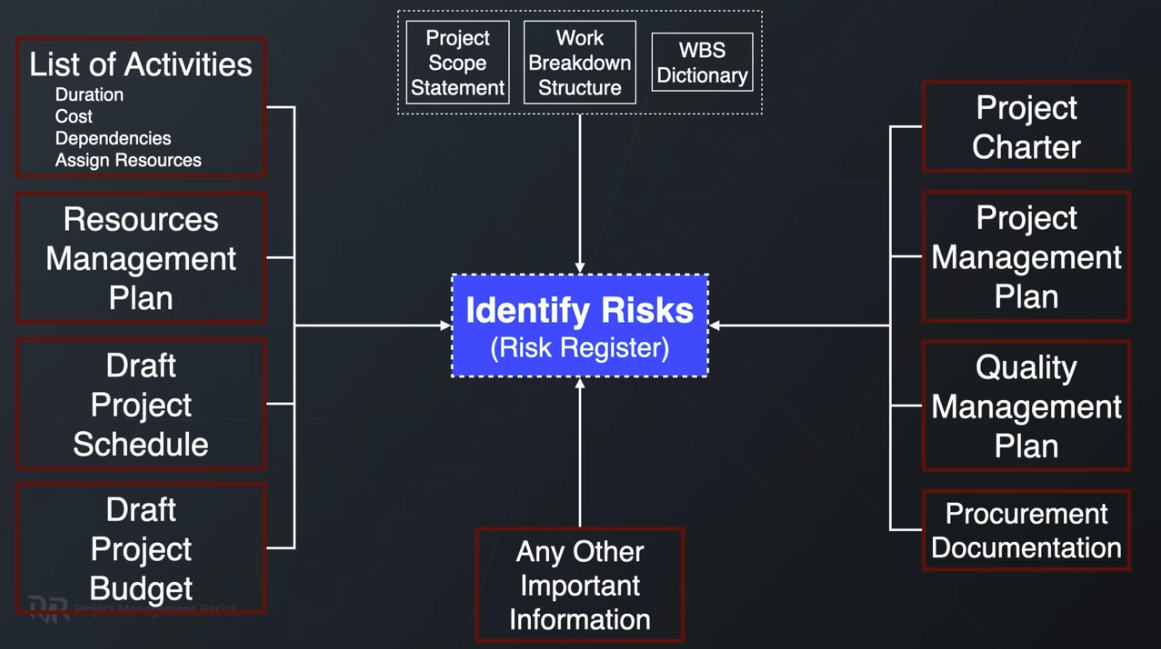 List of Activities
Duration
Cost
Dependencies
Assign Resources
Resources
Management
Plan
Draft
Project
Schedule
Draft
Project
Budget
Project
Scope
Statement
Work
Breakdown
Structure
WBS
Dictionary
Identify Risks
(Risk Register)
Any Other
Important
Information
Project
Charter
Project
Management
Plan
Quality
Management
Plan
Procurement
Documentation
Project Management Basics